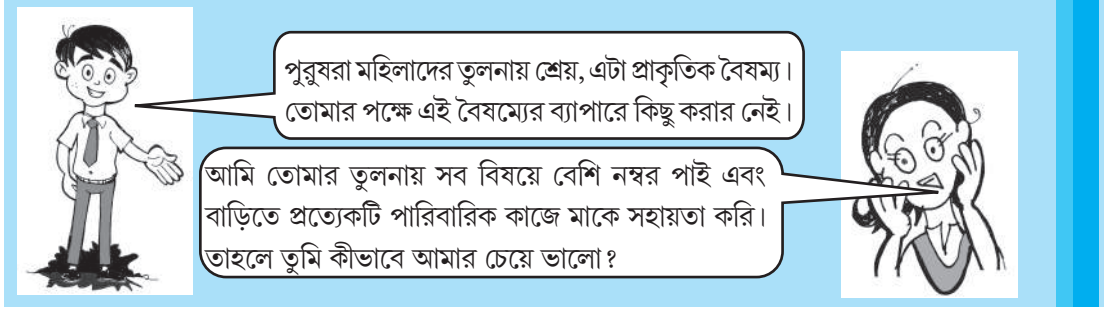 পুরুষরা মহিলাদের তুলনায় শ্রেয়, এটা প্রাকৃতিক বৈষম্য।
তোমার পক্ষে এই বৈষম্যের ব্যাপারে কিছু করার নেই।
আমি তোমার তুলনায় সব বিষয়ে বেশি নম্বর পাই এবং
বাড়িতে প্রত্যেকটি পারিবারিক কাজে মাকে সহায়তা করি।
তাহলে তুমি কীভাবে আমার চেয়ে ভালো?